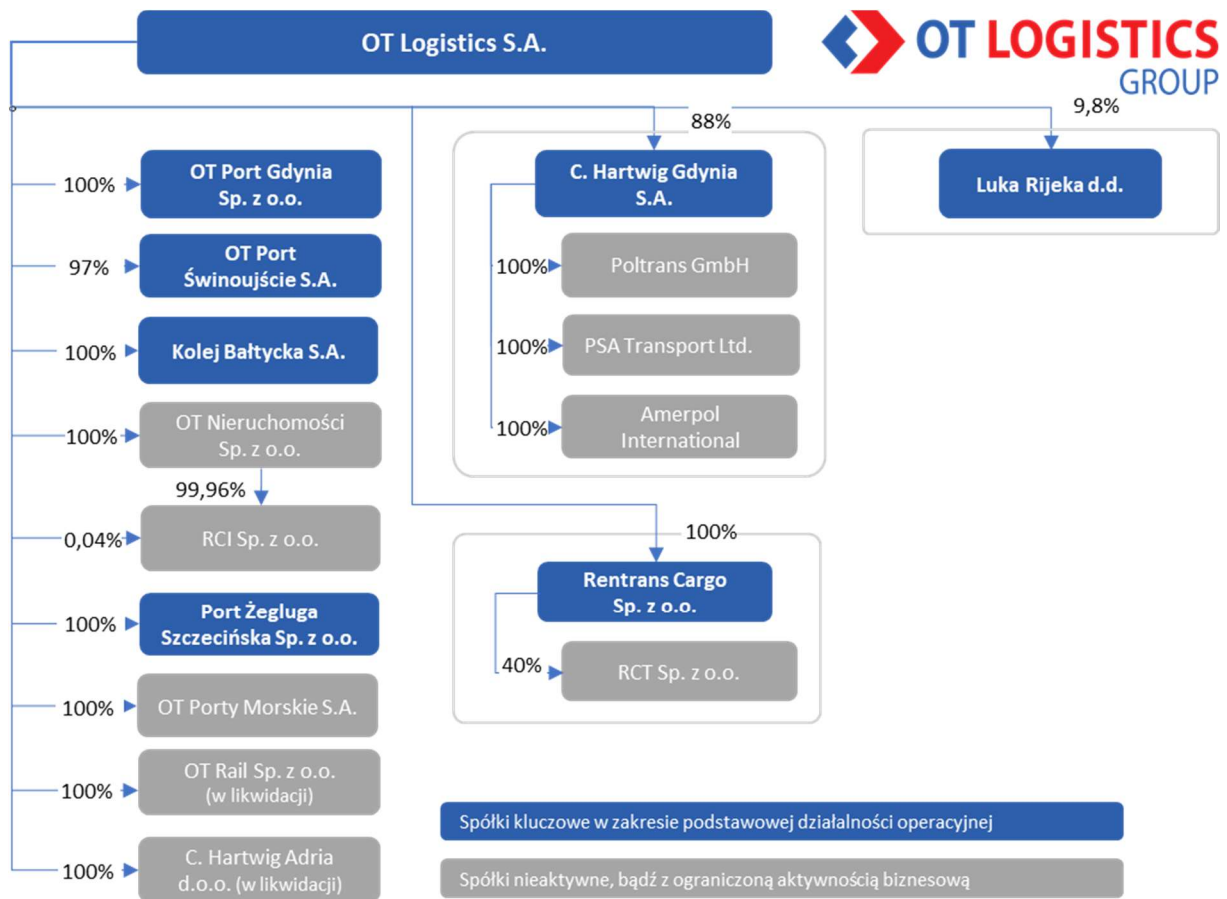 OT Logistics S.A.
OT LOGISTICS
GROUP
100%
OT Port Gdynia
Sp. z o.o.
97%
OT Port
Świnoujście S.A.
100%
Kolej Bałtycka S.A.
100%
OT Nieruchomości
Sp. z o.o.
99,96%
0,04%
RCI Sp. z o.o.
100%
Port Żegluga
Szczecińska Sp. z o.o.
100%
OT Porty Morskie S.A.
100%
OT Rail Sp. z o.o.
(w likwidacji)
100%
C. Hartwig Adria
d.o.o. (w likwidacji)
88%
C. Hartwig Gdynia
S.A.
100%
Poltrans GmbH
100%
PSA Transport Ltd.
100%
Amerpol
International
100%
Rentrans Cargo
Sp. z o.o.
40%
RCT Sp. z o.o.
9,8%
Luka Rijeka d.d.
Spółki kluczowe w zakresie podstawowej działalności operacyjnej
Spółki nieaktywne, bądź z ograniczoną aktywnością biznesową